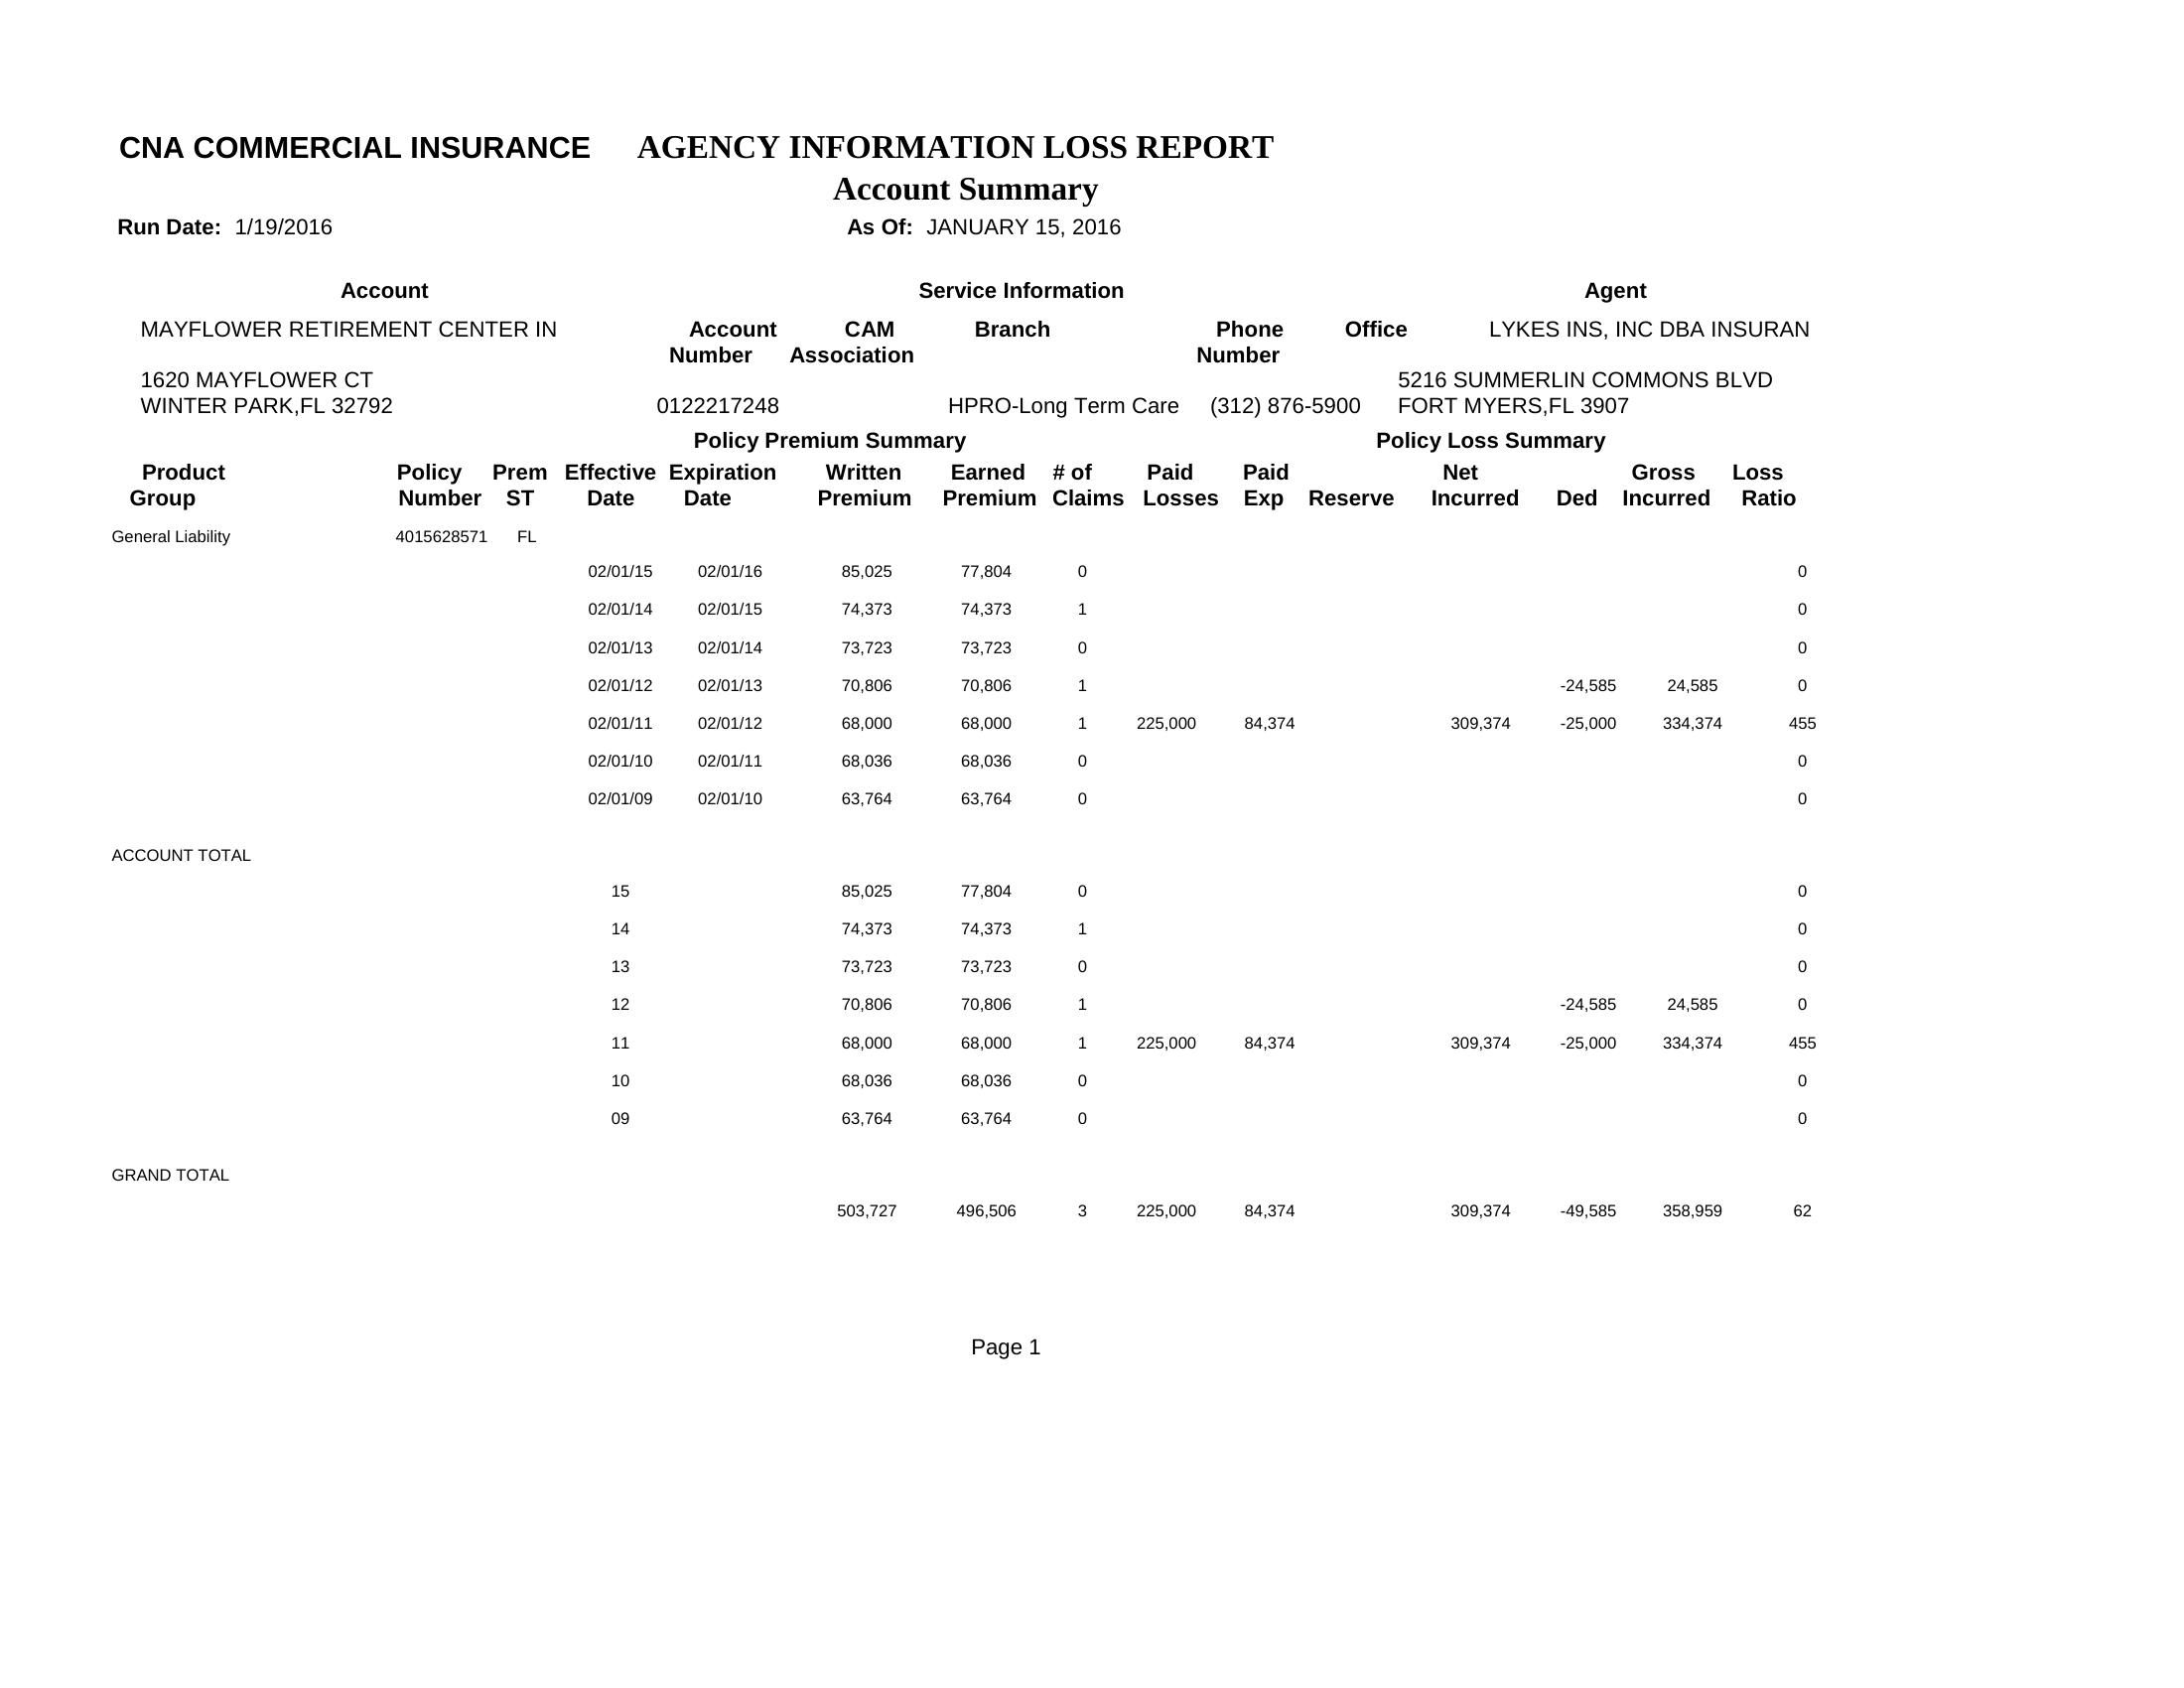 CNA COMMERCIAL INSURANCE AGENCY INFORMATION LOSS REPORT
Account Summary
Run Date: 1/19/2016 As Of: JANUARY 15, 2016
Account Service Information Agent
MAYFLOWER RETIREMENT CENTER IN Account CAM Branch Phone Office LYKES INS, INC DBA INSURAN
Number Association Number
1620 MAYFLOWER CT 5216 SUMMERLIN COMMONS BLVD
WINTER PARK,FL 32792 0122217248 HPRO-Long Term Care (312) 876-5900 FORT MYERS,FL 3907
Policy Premium Summary Policy Loss Summary
Product Policy Prem Effective Expiration Written Earned # of Paid Paid Net Gross Loss
Group Number ST Date Date Premium Premium Claims Losses Exp Reserve Incurred Ded Incurred Ratio
General Liability 4015628571 FL
02/01/15 02/01/16 85,025 77,804 0 0
02/01/14 02/01/15 74,373 74,373 1 0
02/01/13 02/01/14 73,723 73,723 0 0
02/01/12 02/01/13 70,806 70,806 1 -24,585 24,585 0
02/01/11 02/01/12 68,000 68,000 1 225,000 84,374 309,374 -25,000 334,374 455
02/01/10 02/01/11 68,036 68,036 0 0
02/01/09 02/01/10 63,764 63,764 0 0
ACCOUNT TOTAL
15 85,025 77,804 0 0
14 74,373 74,373 1 0
13 73,723 73,723 0 0
12 70,806 70,806 1 -24,585 24,585 0
11 68,000 68,000 1 225,000 84,374 309,374 -25,000 334,374 455
10 68,036 68,036 0 0
09 63,764 63,764 0 0
GRAND TOTAL
503,727 496,506 3 225,000 84,374 309,374 -49,585 358,959 62
Page 1